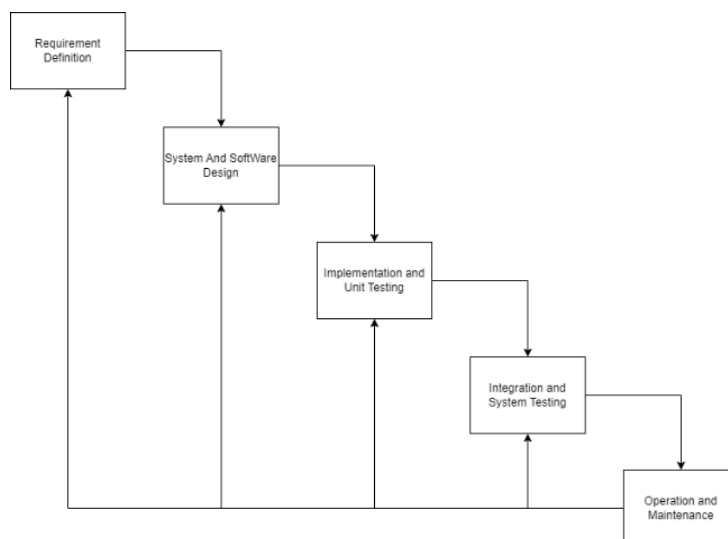 Requirement
Definition
System And SoftWare
Design
Implementation and
Unit Testing
Integration and
System Testing
Operation and
Maintenance